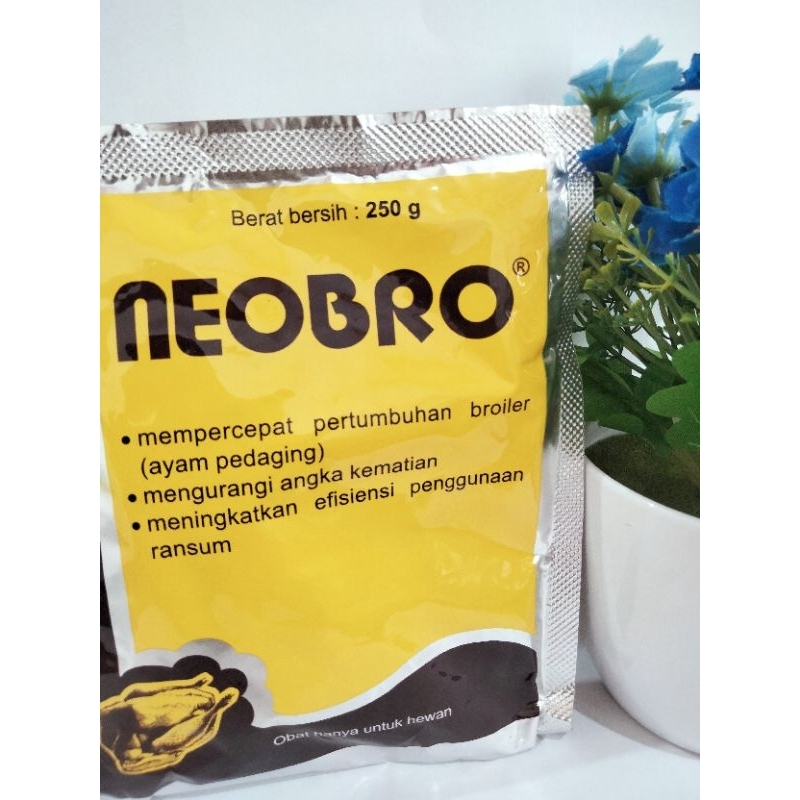 Berat bersih : 250 g
NEOBRO®
• mempercepat pertumbuhan broiler
(ayam pedaging)
• mengurangi angka kematian
• meningkatkan efisiensi penggunaan
ransum
Obat hanya untuk hewan